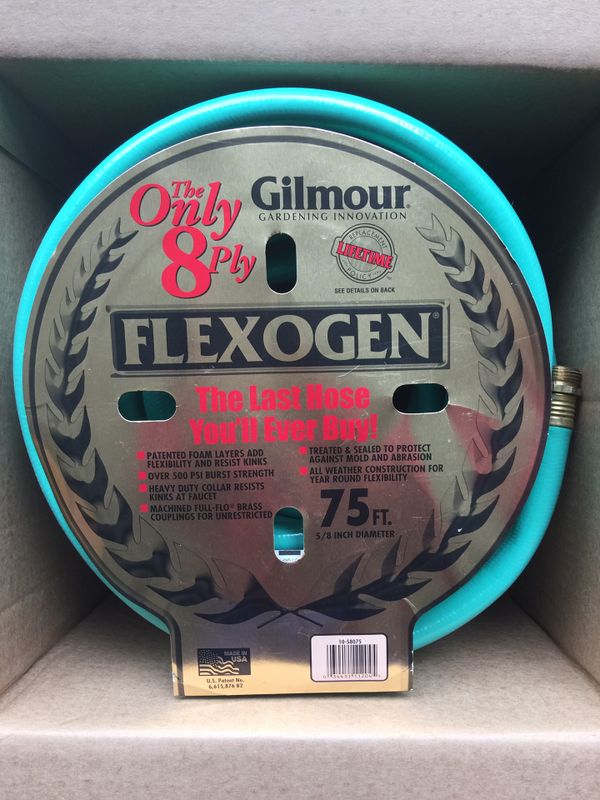 The
Only
8 Ply
Gilmour®
GARDENING INNOVATION
REPLACEMENT
LIFETIME
POLICY
SEE DETAILS ON BACK
FLEXOGEN®
The Last Hose
You'll Ever Buy!
PATENTED FOAM LAYERS ADD
FLEXIBILITY AND RESIST KINKS
OVER 500 PSI BURST STRENGTH
HEAVY DUTY COLLAR RESISTS
KINKS AT FAUCET
MACHINED FULL-FLO® BRASS
COUPLINGS FOR UNRESTRICTED
TREATED & SEALED TO PROTECT
AGAINST MOLD AND ABRASION
ALL WEATHER CONSTRUCTION FOR
YEAR ROUND FLEXIBILITY
75 FT.
5/8 INCH DIAMETER
MADE IN
USA
U.S. Patent No.
6,615,876 B2
10-58075